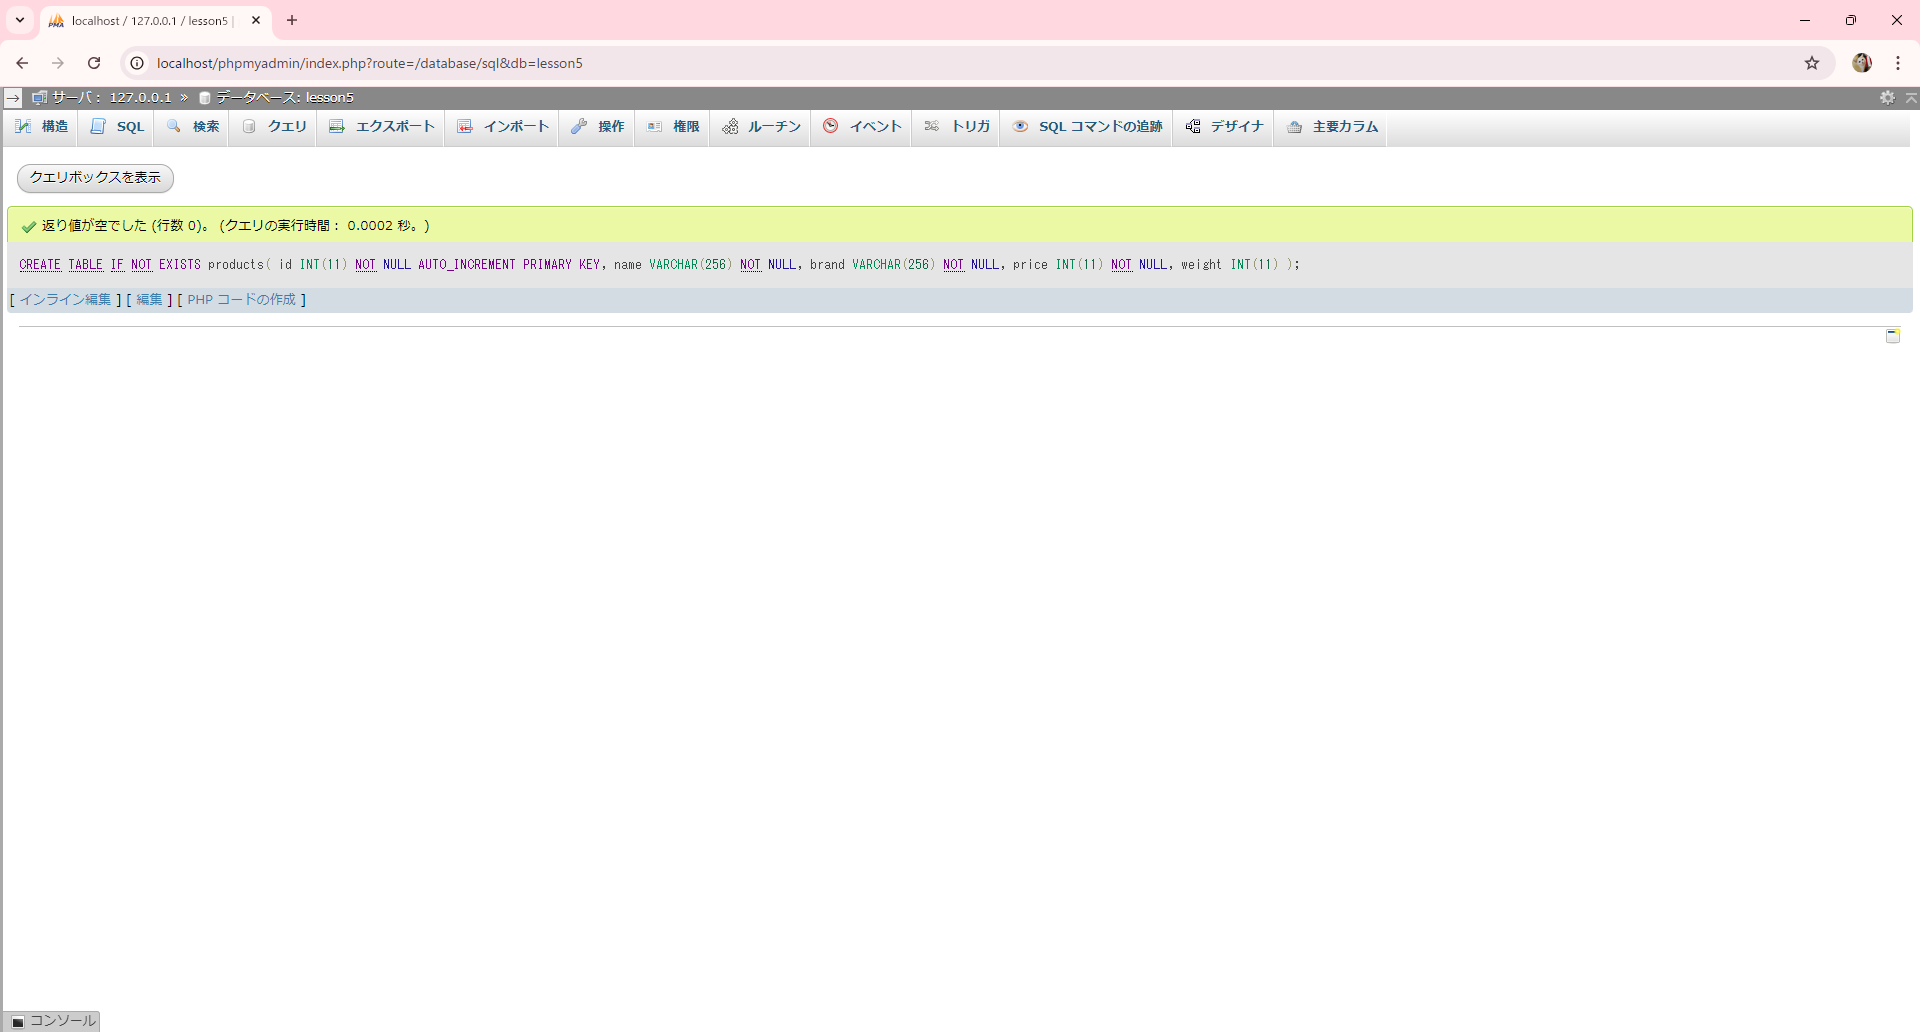 localhost / 127.0.0.1 / lesson5 |
localhost/phpmyadmin/index.php?route=/database/sql&db=lesson5
サーバ: 127.0.0.1 » データベース: lesson5
構造 SQL 検索 クエリ エクスポート インポート 操作 権限 ルーチン イベント トリガ SQL コマンドの追跡 デザイナ 主要カラム
クエリボックスを表示
返り値が空でした (行数 0)。 (クエリの実行時間: 0.0002 秒。)
CREATE TABLE IF NOT EXISTS products( id INT(11) NOT NULL AUTO_INCREMENT PRIMARY KEY, name VARCHAR(256) NOT NULL, brand VARCHAR(256) NOT NULL, price INT(11) NOT NULL, weight INT(11) );
[ インライン編集 ] [ 編集 ] [ PHP コードの作成 ]
コンソール